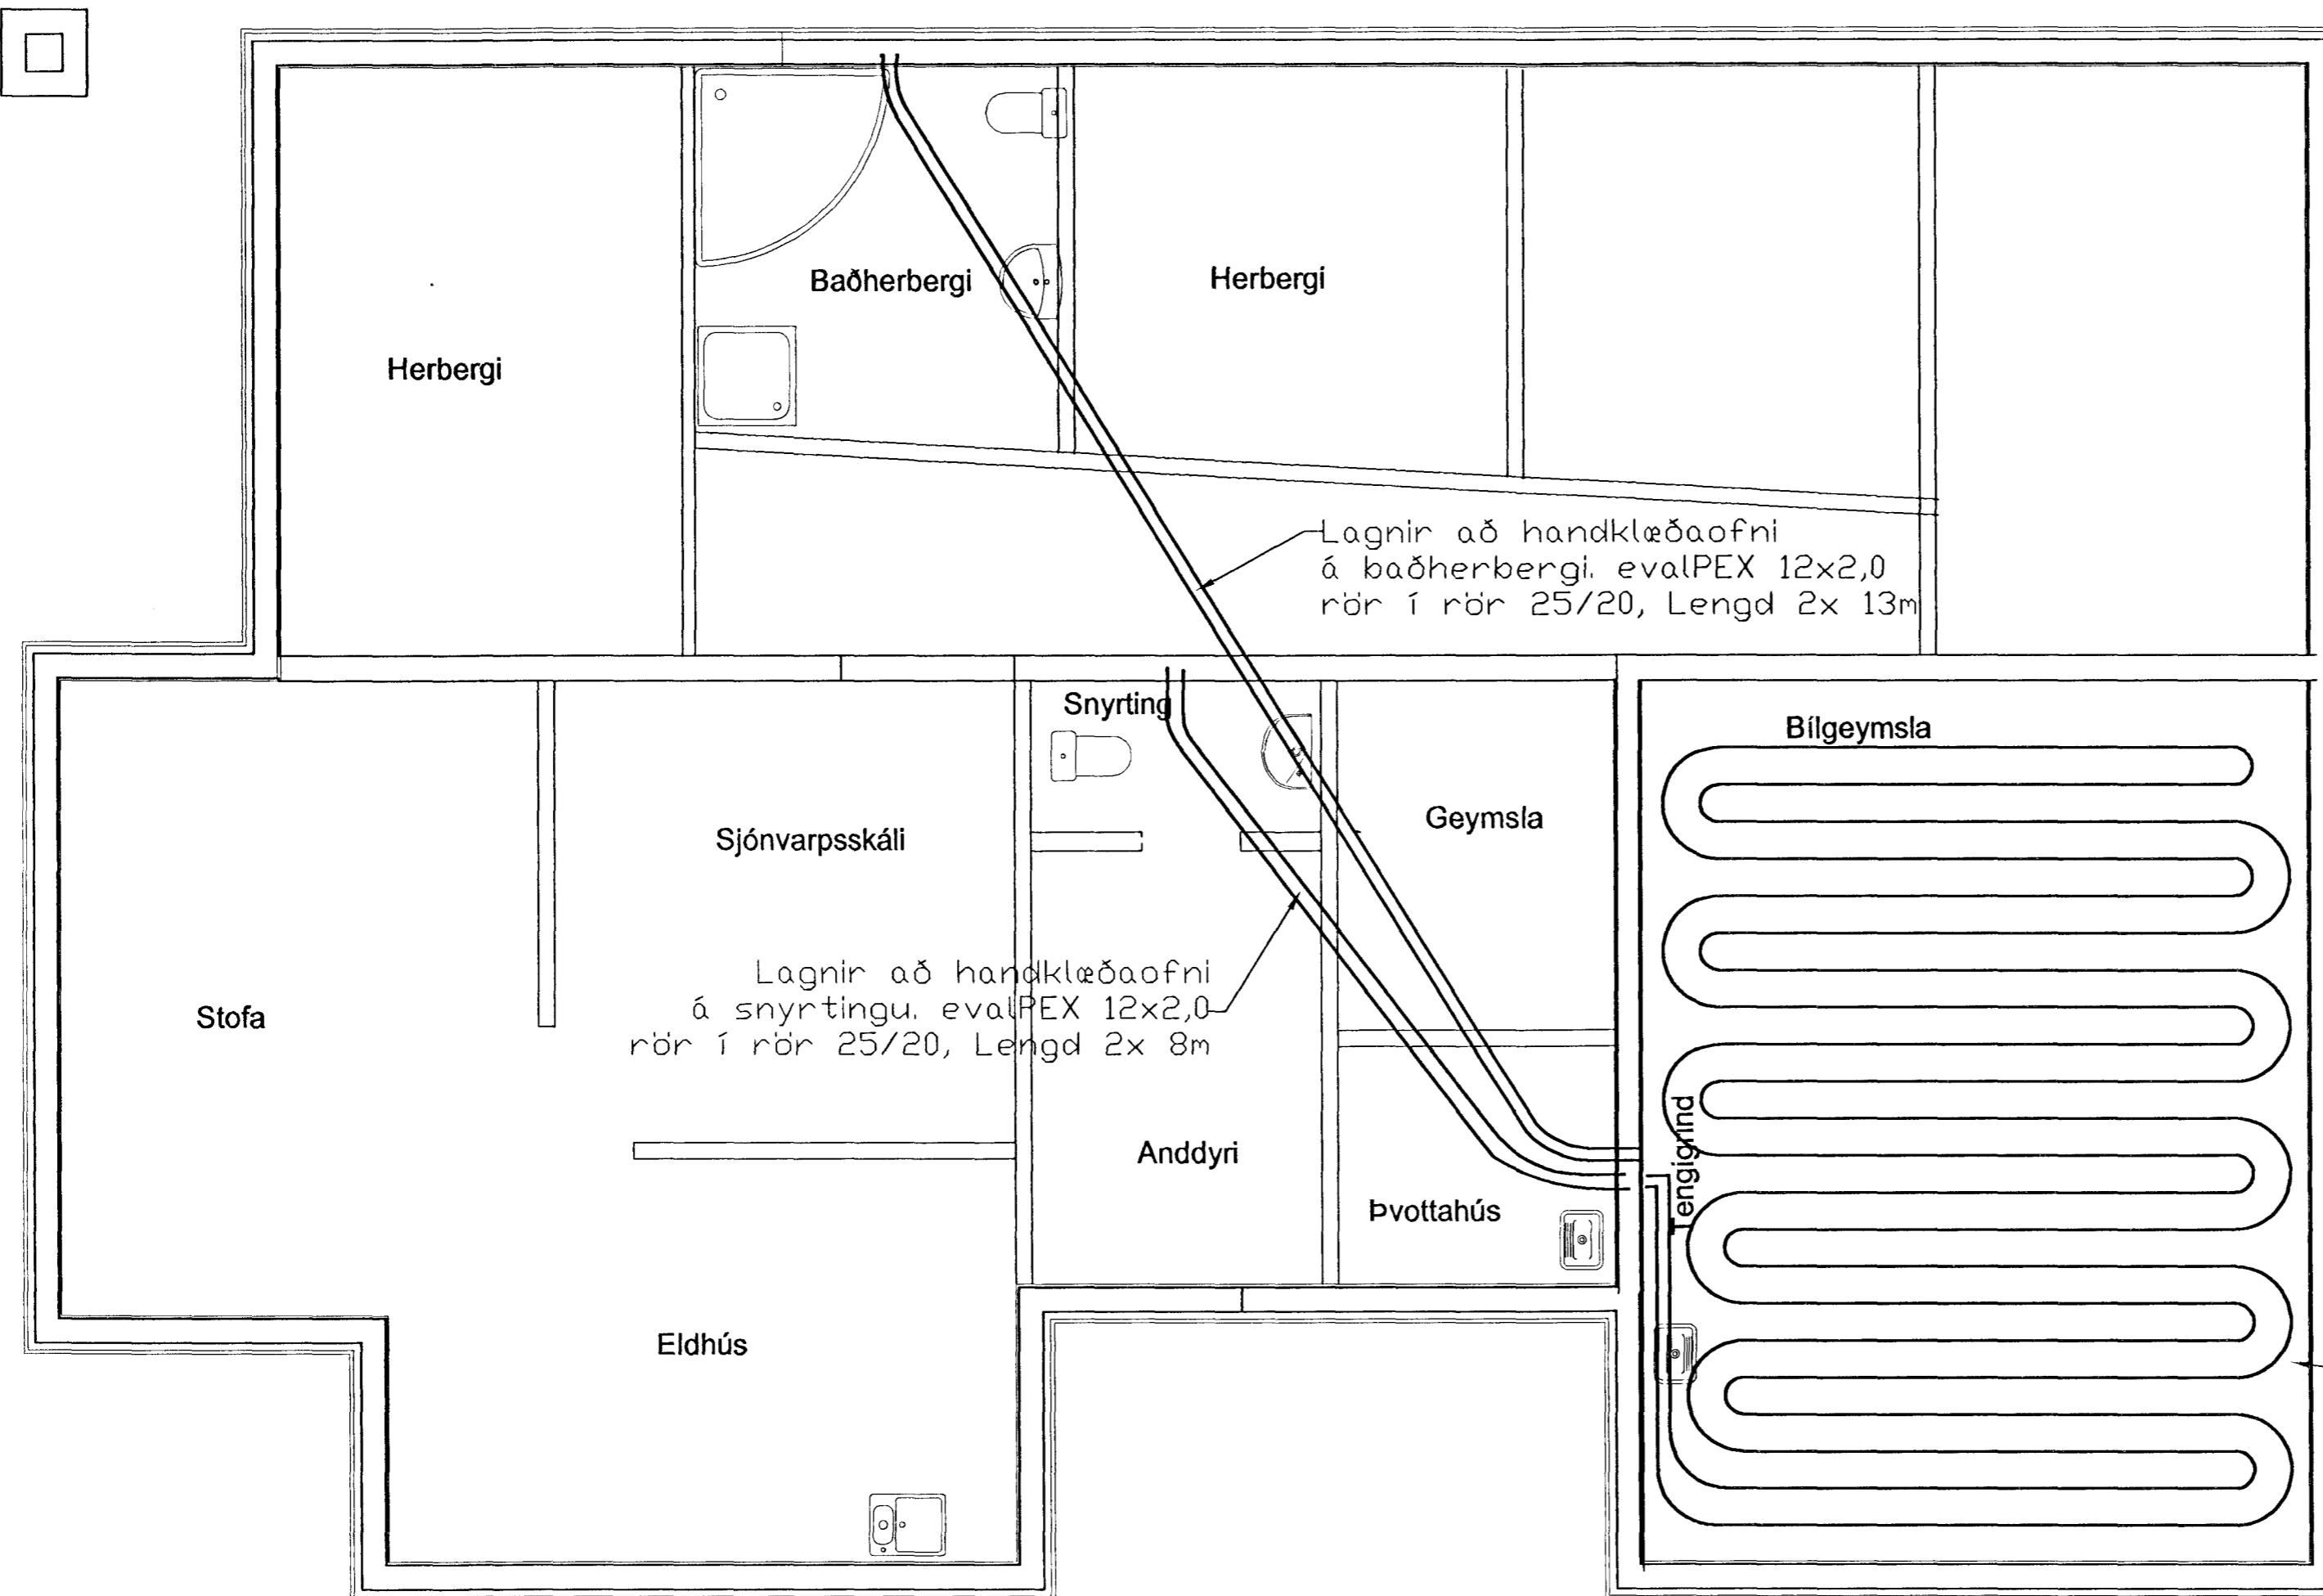 Baðherbergi
Herbergi
Herbergi
Lagnir að handklæðaofni
á baðherbergi. evalPEX 12x2,0
rör í rör 25/20, Lengd 2x 13m
Snyrting
Bílgeymsla
Sjónvarpsskáli
Geymsla
Lagnir að handklæðaofni
á snyrtingu. evalPEX 12x2,0
rör í rör 25/20, Lengd 2x 8m
Stofa
Tengigrind
Anddyri
Þvottahús
Eldhús